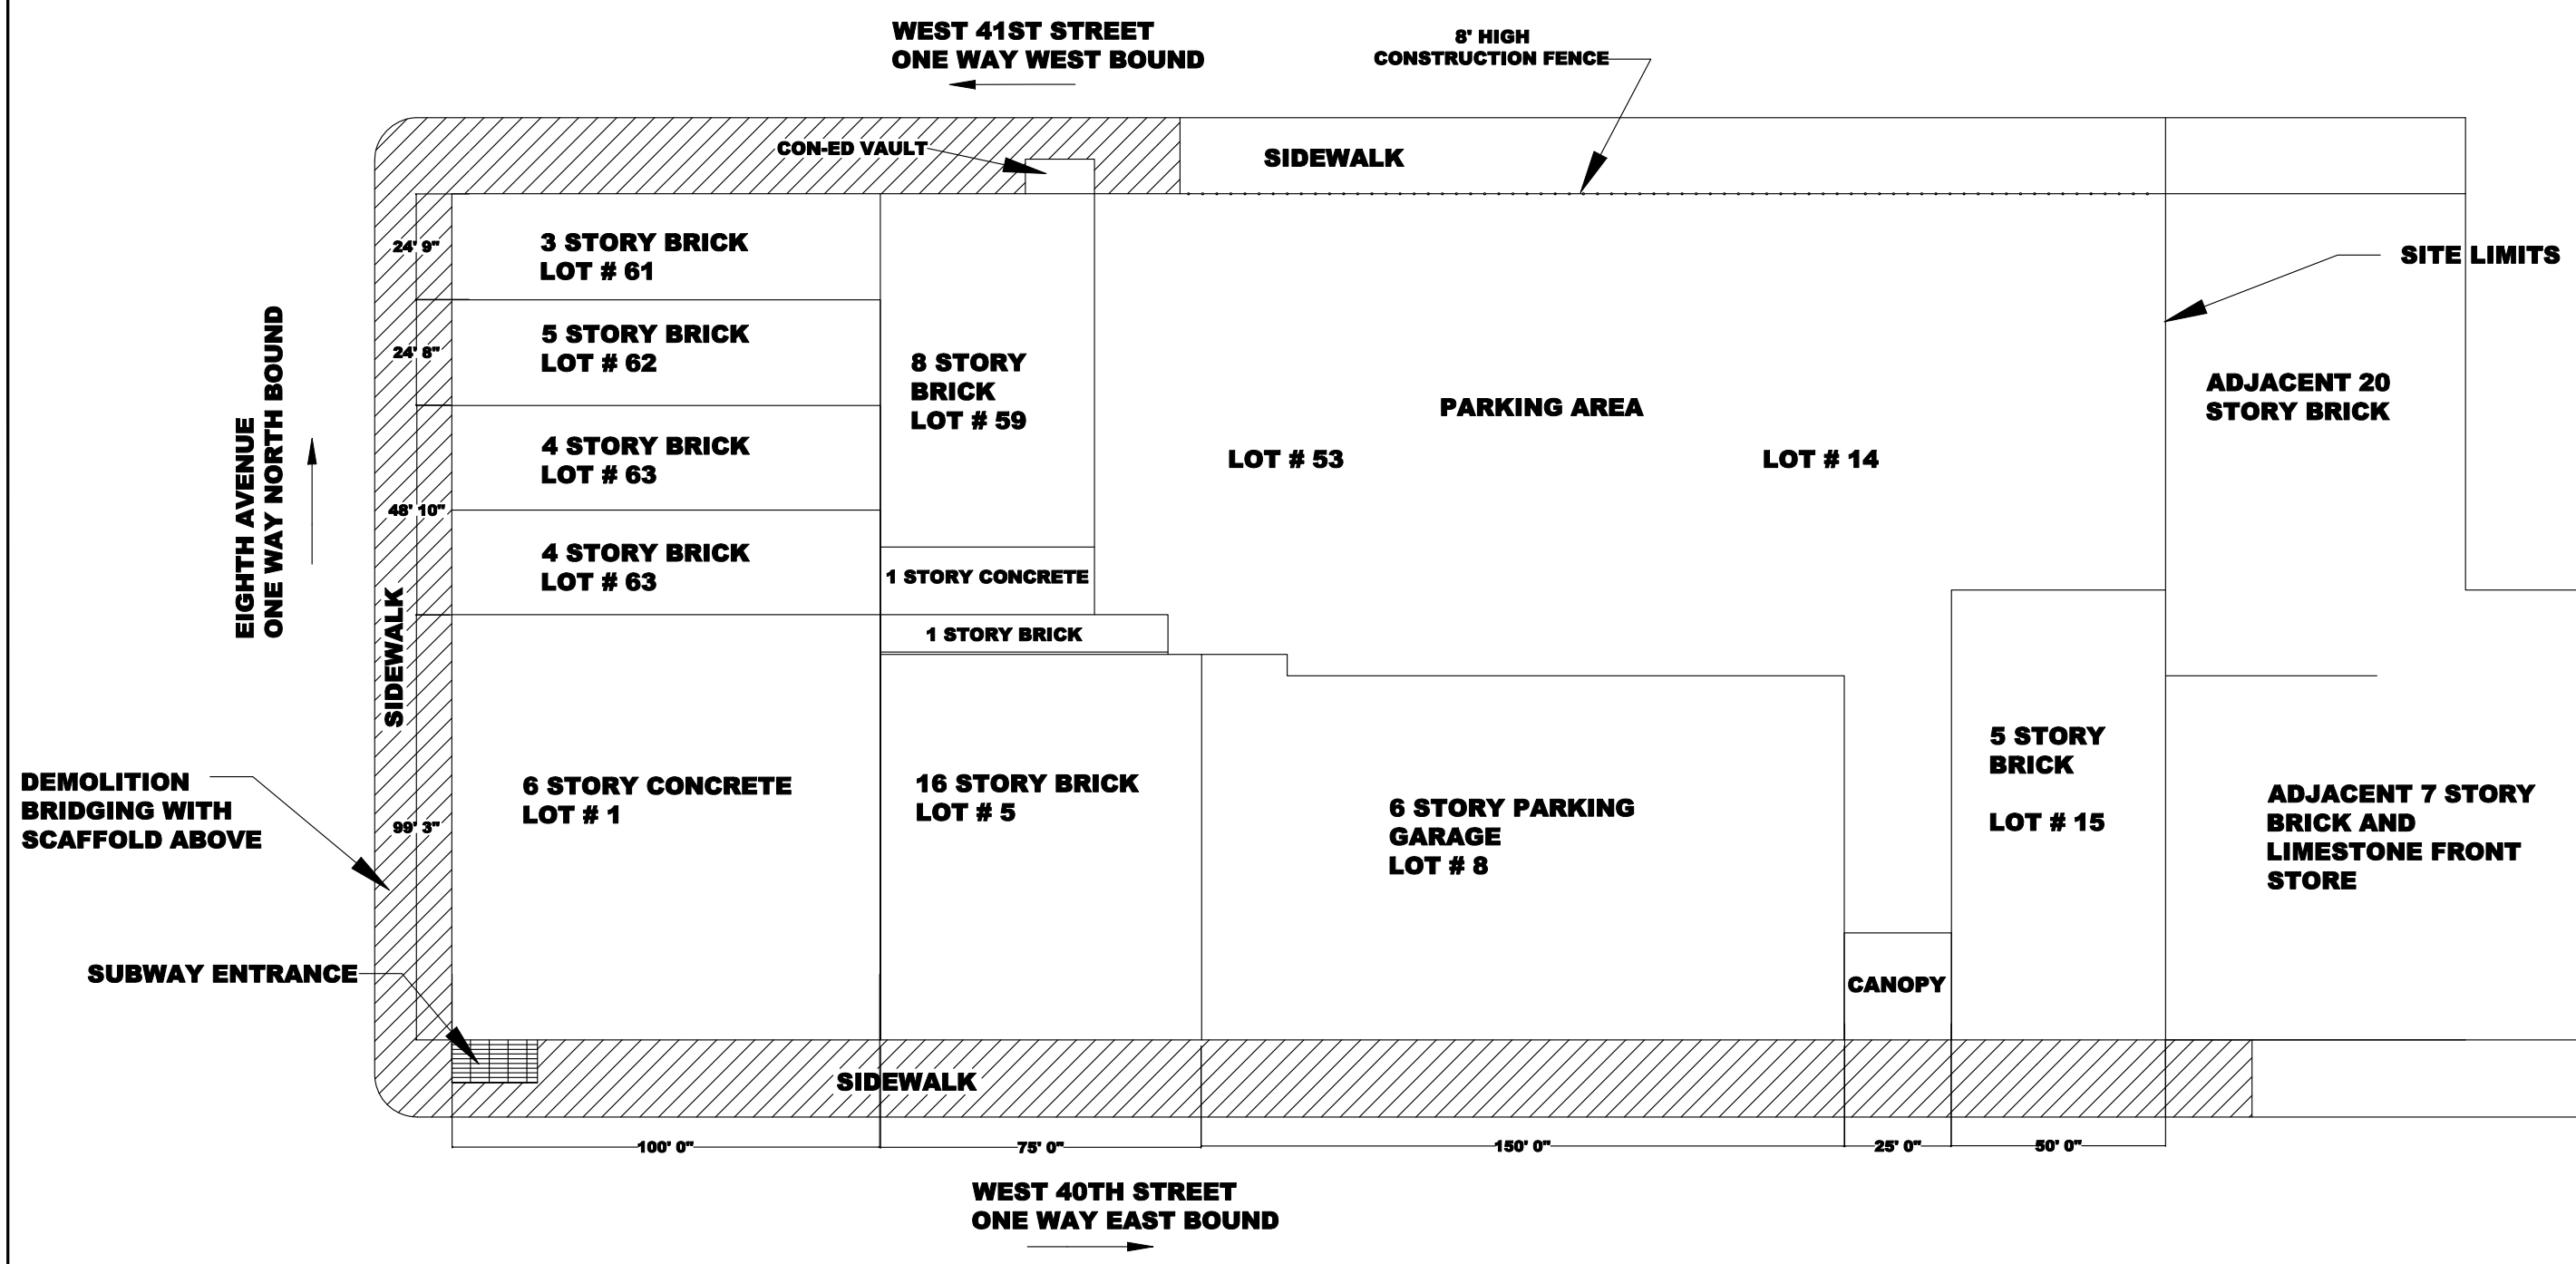 WEST 41ST STREET
ONE WAY WEST BOUND
8' HIGH
CONSTRUCTION FENCE
CON-ED VAULT
SIDEWALK
SITE LIMITS
24' 9"
3 STORY BRICK
LOT # 61
24' 8"
5 STORY BRICK
LOT # 62
8 STORY
BRICK
LOT # 59
PARKING AREA
LOT # 53
LOT # 14
ADJACENT 20
STORY BRICK
EIGHTH AVENUE
ONE WAY NORTH BOUND
48' 10"
4 STORY BRICK
LOT # 63
4 STORY BRICK
LOT # 63
1 STORY CONCRETE
1 STORY BRICK
SIDEWALK
DEMOLITION
BRIDGING WITH
SCAFFOLD ABOVE
99' 3"
6 STORY CONCRETE
LOT # 1
16 STORY BRICK
LOT # 5
6 STORY PARKING
GARAGE
LOT # 8
5 STORY
BRICK
LOT # 15
ADJACENT 7 STORY
BRICK AND
LIMESTONE FRONT
STORE
SUBWAY ENTRANCE
CANOPY
SIDEWALK
100' 0"
75' 0"
150' 0"
25' 0"
50' 0"
WEST 40TH STREET
ONE WAY EAST BOUND